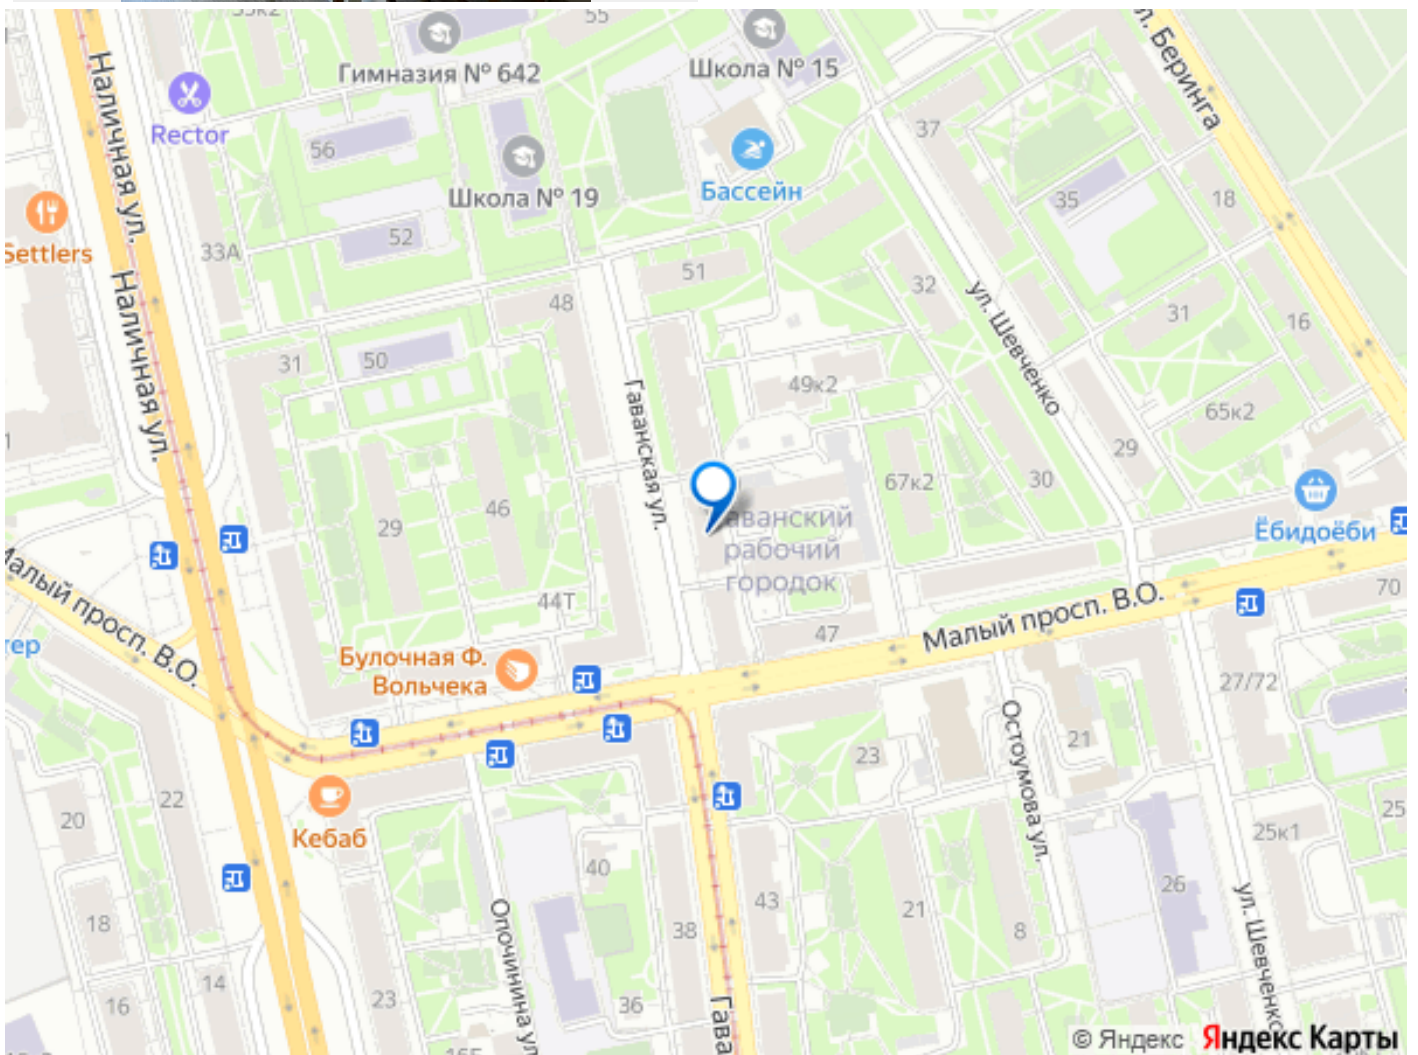 55
Гимназия № 642
Школа № 15
ул. Беринга
Наличная ул.
Rector
37
56
Школа № 19
Бассейн
35
18
Settlers
33А
52
51
48
32
ул. Шевченко
31
16
Наличная ул.
31
50
49к2
Гаванская ул.
65к2
29
46
29
67к2
30
Ёбидоёби
аванский
рабочий
городок
44Т
Малый просп. В.О.
47
Малый просп. В.О.
70
Булочная Ф.
Вольчека
27/72
Остоумова ул.
23
21
22
20
Кебаб
25к1
25
40
26
ул. Шевченко
43
21
18
Опочинина ул
38
8
14
16
23
36
Гава
© Яндекс Яндекс Карты